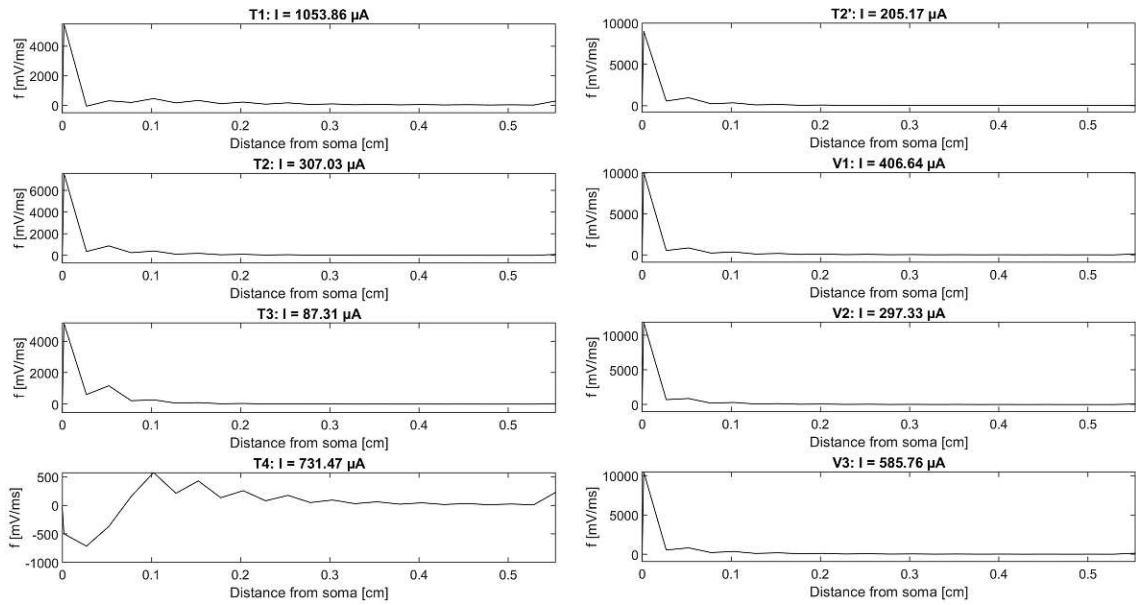 T1: I = 1053.86 µA
f [mV/ms]
4000
2000
0
0 0.1 0.2 0.3 0.4 0.5
Distance from soma [cm]
T2': I = 205.17 µA
f [mV/ms]
10000
5000
0
0 0.1 0.2 0.3 0.4 0.5
Distance from soma [cm]
T2: I = 307.03 µA
f [mV/ms]
6000
4000
2000
0
0 0.1 0.2 0.3 0.4 0.5
Distance from soma [cm]
V1: I = 406.64 µA
f [mV/ms]
10000
5000
0
0 0.1 0.2 0.3 0.4 0.5
Distance from soma [cm]
T3: I = 87.31 µA
f [mV/ms]
4000
2000
0
0 0.1 0.2 0.3 0.4 0.5
Distance from soma [cm]
V2: I = 297.33 µA
f [mV/ms]
10000
5000
0
0 0.1 0.2 0.3 0.4 0.5
Distance from soma [cm]
T4: I = 731.47 µA
f [mV/ms]
500
0
-500
-1000
0 0.1 0.2 0.3 0.4 0.5
Distance from soma [cm]
V3: I = 585.76 µA
f [mV/ms]
10000
5000
0
0 0.1 0.2 0.3 0.4 0.5
Distance from soma [cm]